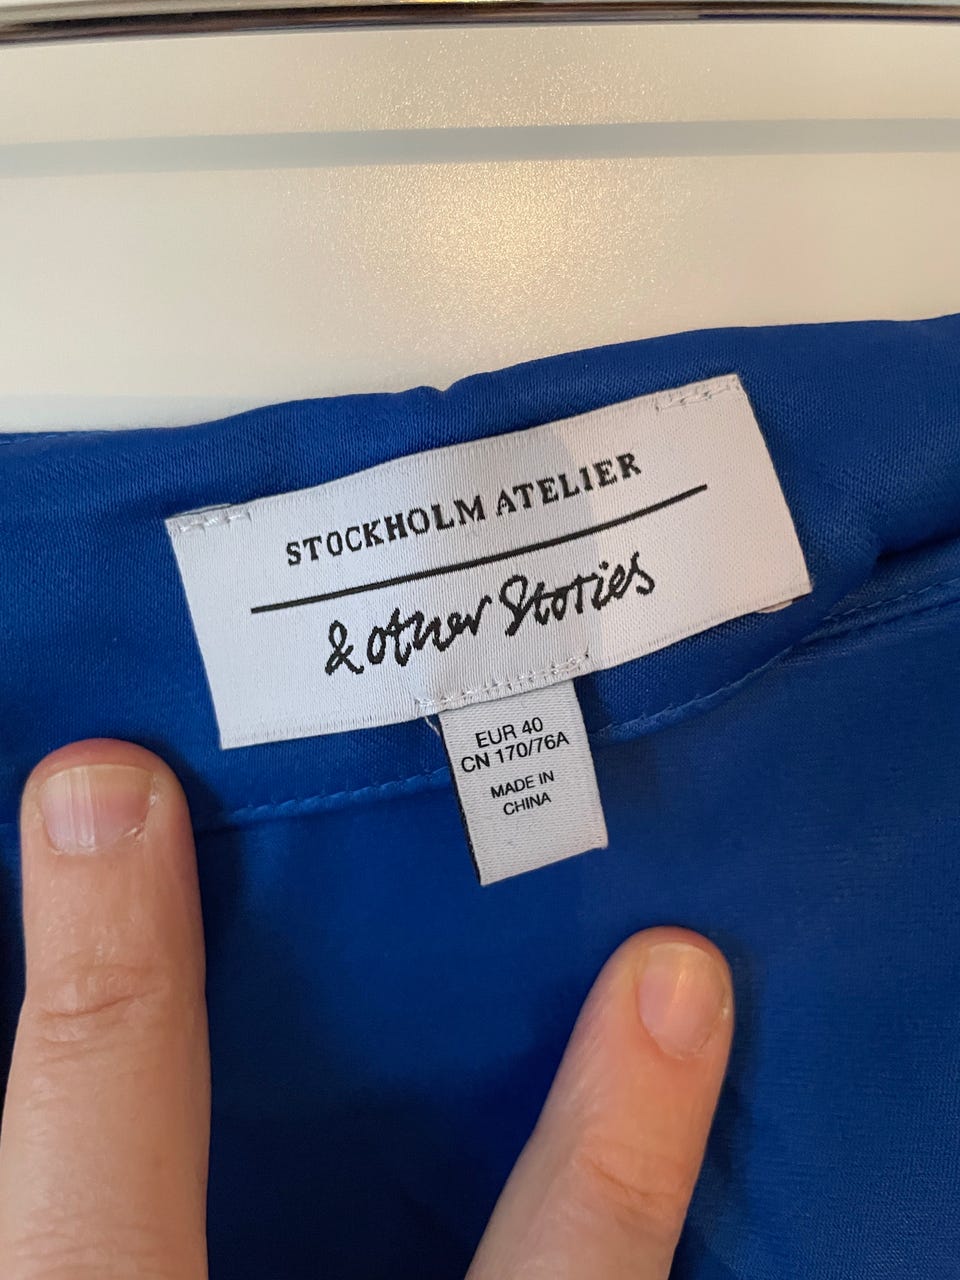 STOCKHOLM ATELIER
& other Stories
EUR 40
CN 170/76A
MADE IN
CHINA